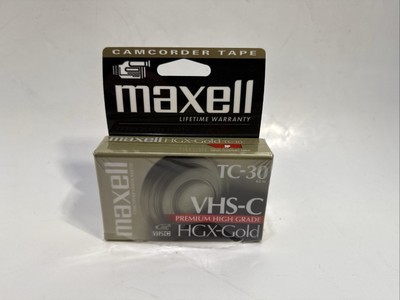 CAMCORDER TAPE
maxell
LIFETIME WARRANTY
maxell HGX-Gold
TC-30
maxell
VHS-C
PREMIUM HIGH GRADE
HGX-Gold